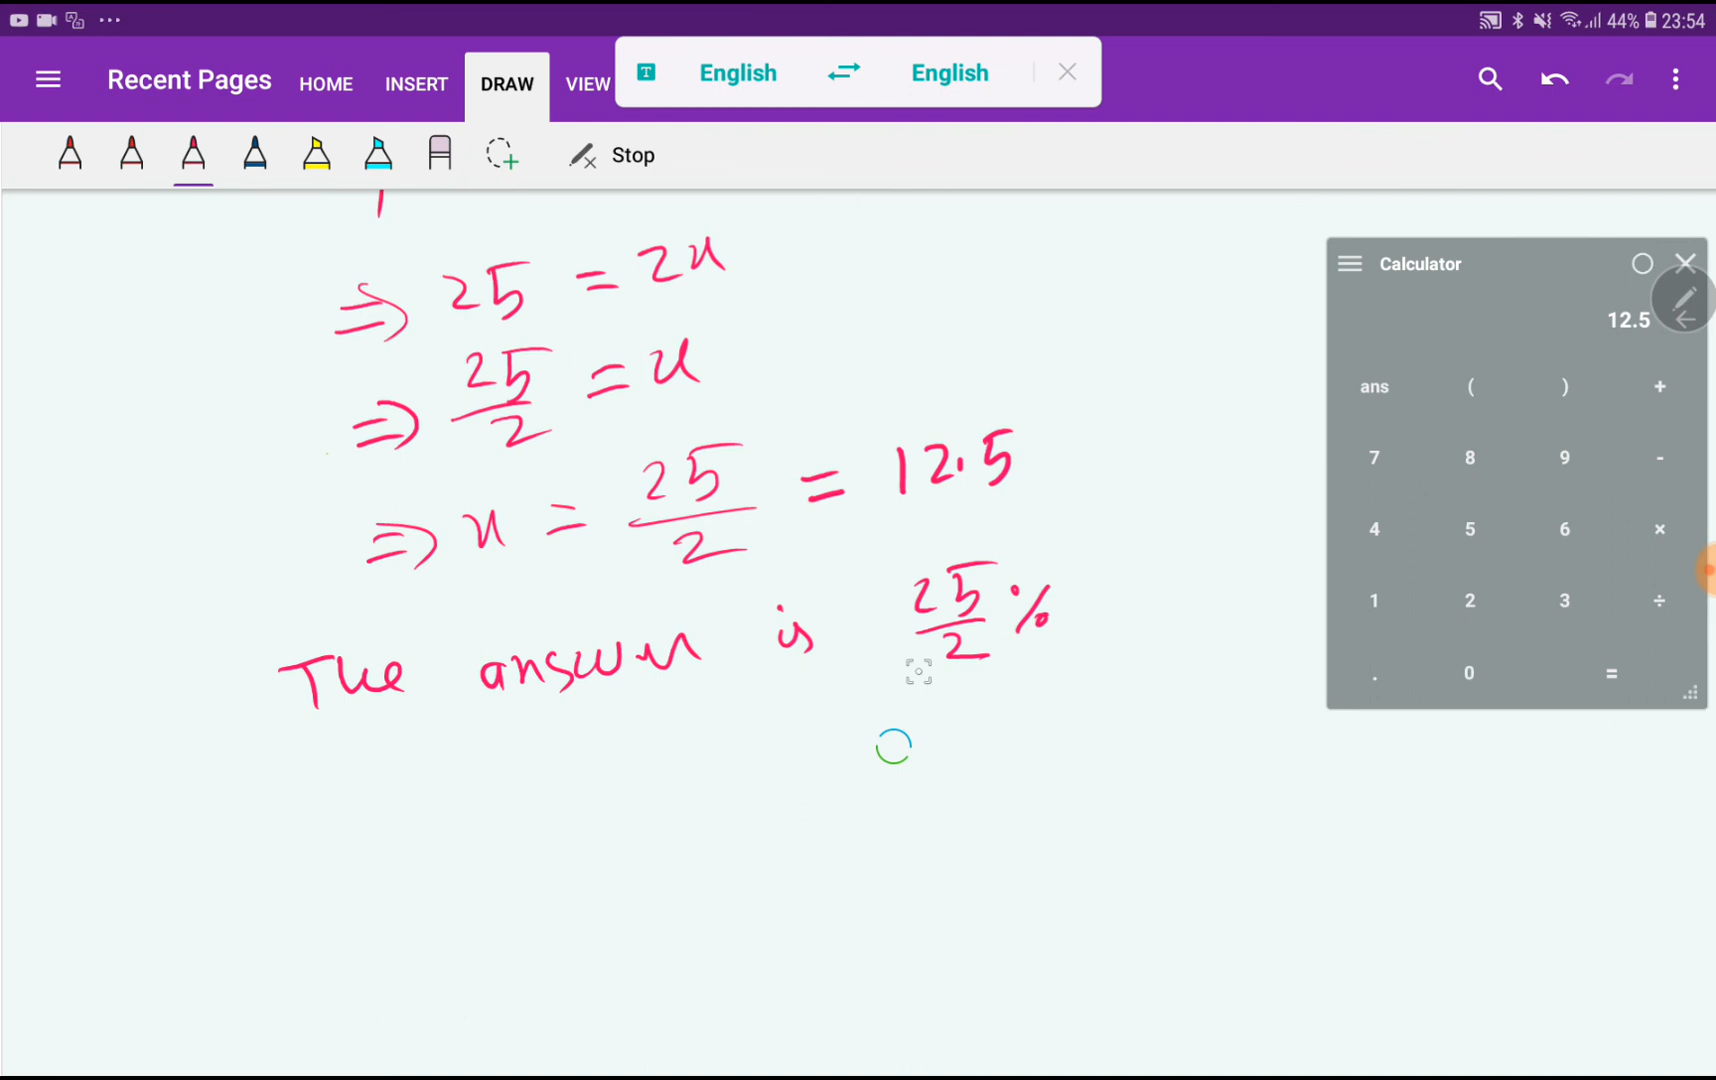 44% 23:54
Recent Pages HOME INSERT DRAW VIEW English English
Stop
⇒ 25 = 2x
⇒ 25/2 = x
⇒ x = 25/2 = 12.5
The answer is 25/2 %
Calculator
12.5
ans ( ) +
7 8 9 -
4 5 6 ×
1 2 3 ÷
. 0 =